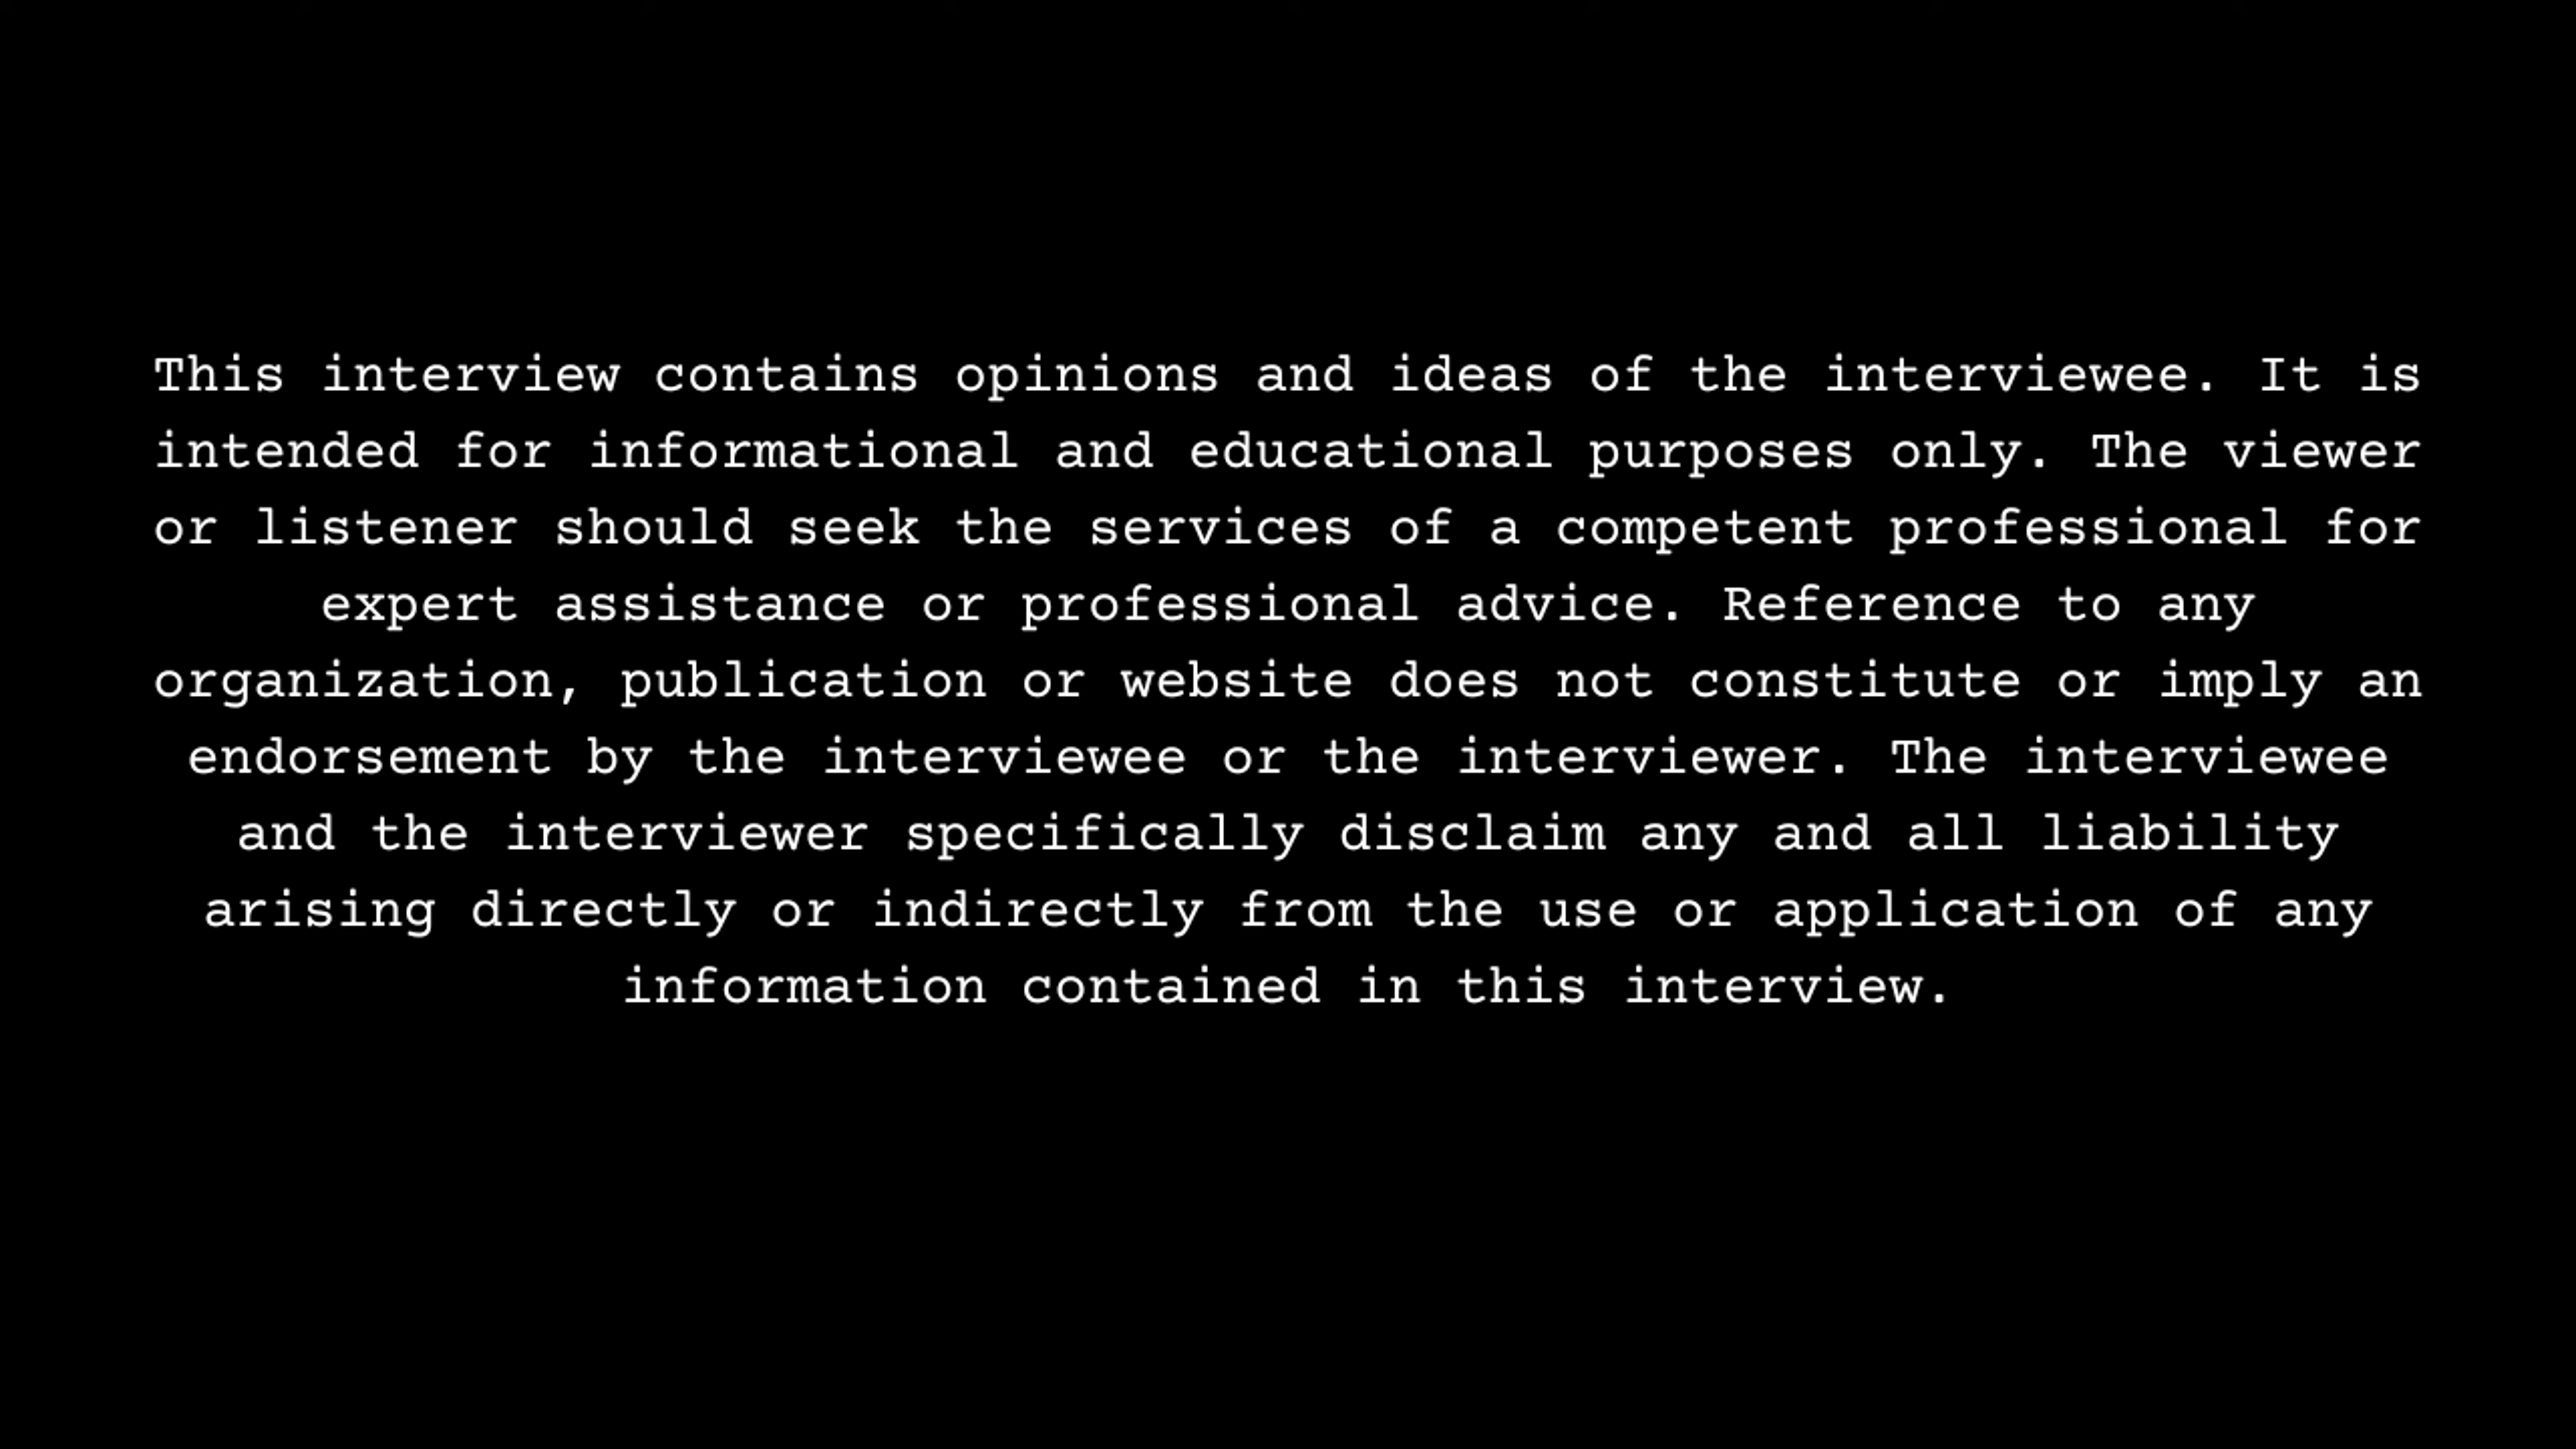 This interview contains opinions and ideas of the interviewee. It is
intended for informational and educational purposes only. The viewer
or listener should seek the services of a competent professional for
expert assistance or professional advice. Reference to any
organization, publication or website does not constitute or imply an
endorsement by the interviewee or the interviewer. The interviewee
and the interviewer specifically disclaim any and all liability
arising directly or indirectly from the use or application of any
information contained in this interview.